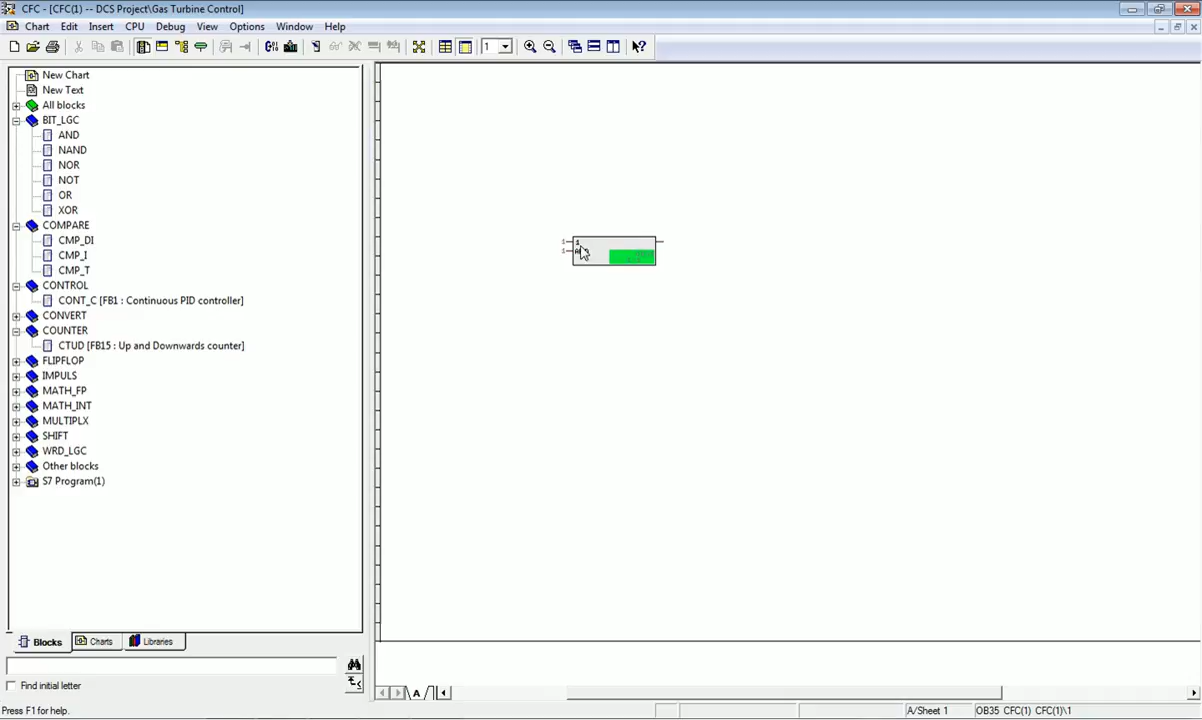 CFC - [CFC(1) -- DCS Project\Gas Turbine Control]
Chart Edit Insert CPU Debug View Options Window Help
1
New Chart
New Text
All blocks
BIT_LGC
AND
NAND
NOR
NOT
OR
XOR
COMPARE
CMP_DI
CMP_I
CMP_T
CONTROL
CONT_C [FB1 : Continuous PID controller]
CONVERT
COUNTER
CTUD [FB15 : Up and Downwards counter]
FLIPFLOP
IMPULS
MATH_FP
MATH_INT
MULTIPLX
SHIFT
WRD_LGC
Other blocks
S7 Program(1)
1 1
1
Blocks Charts Libraries
Find initial letter
A
Press F1 for help.
A/Sheet 1
OB35 CFC(1) CFC(1)\1